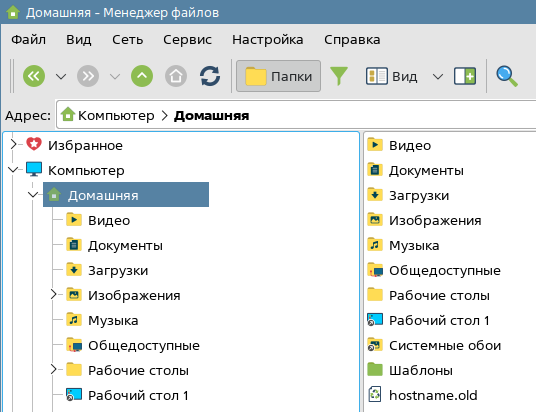 Домашняя – Менеджер файлов
Файл Вид Сеть Сервис Настройка Справка
Папки Вид
Адрес: Компьютер Домашняя
Избранное
Компьютер
Домашняя
Видео
Документы
Загрузки
Изображения
Музыка
Общедоступные
Рабочие столы
Рабочий стол 1
Видео
Документы
Загрузки
Изображения
Музыка
Общедоступные
Рабочие столы
Рабочий стол 1
Системные обои
Шаблоны
hostname.old